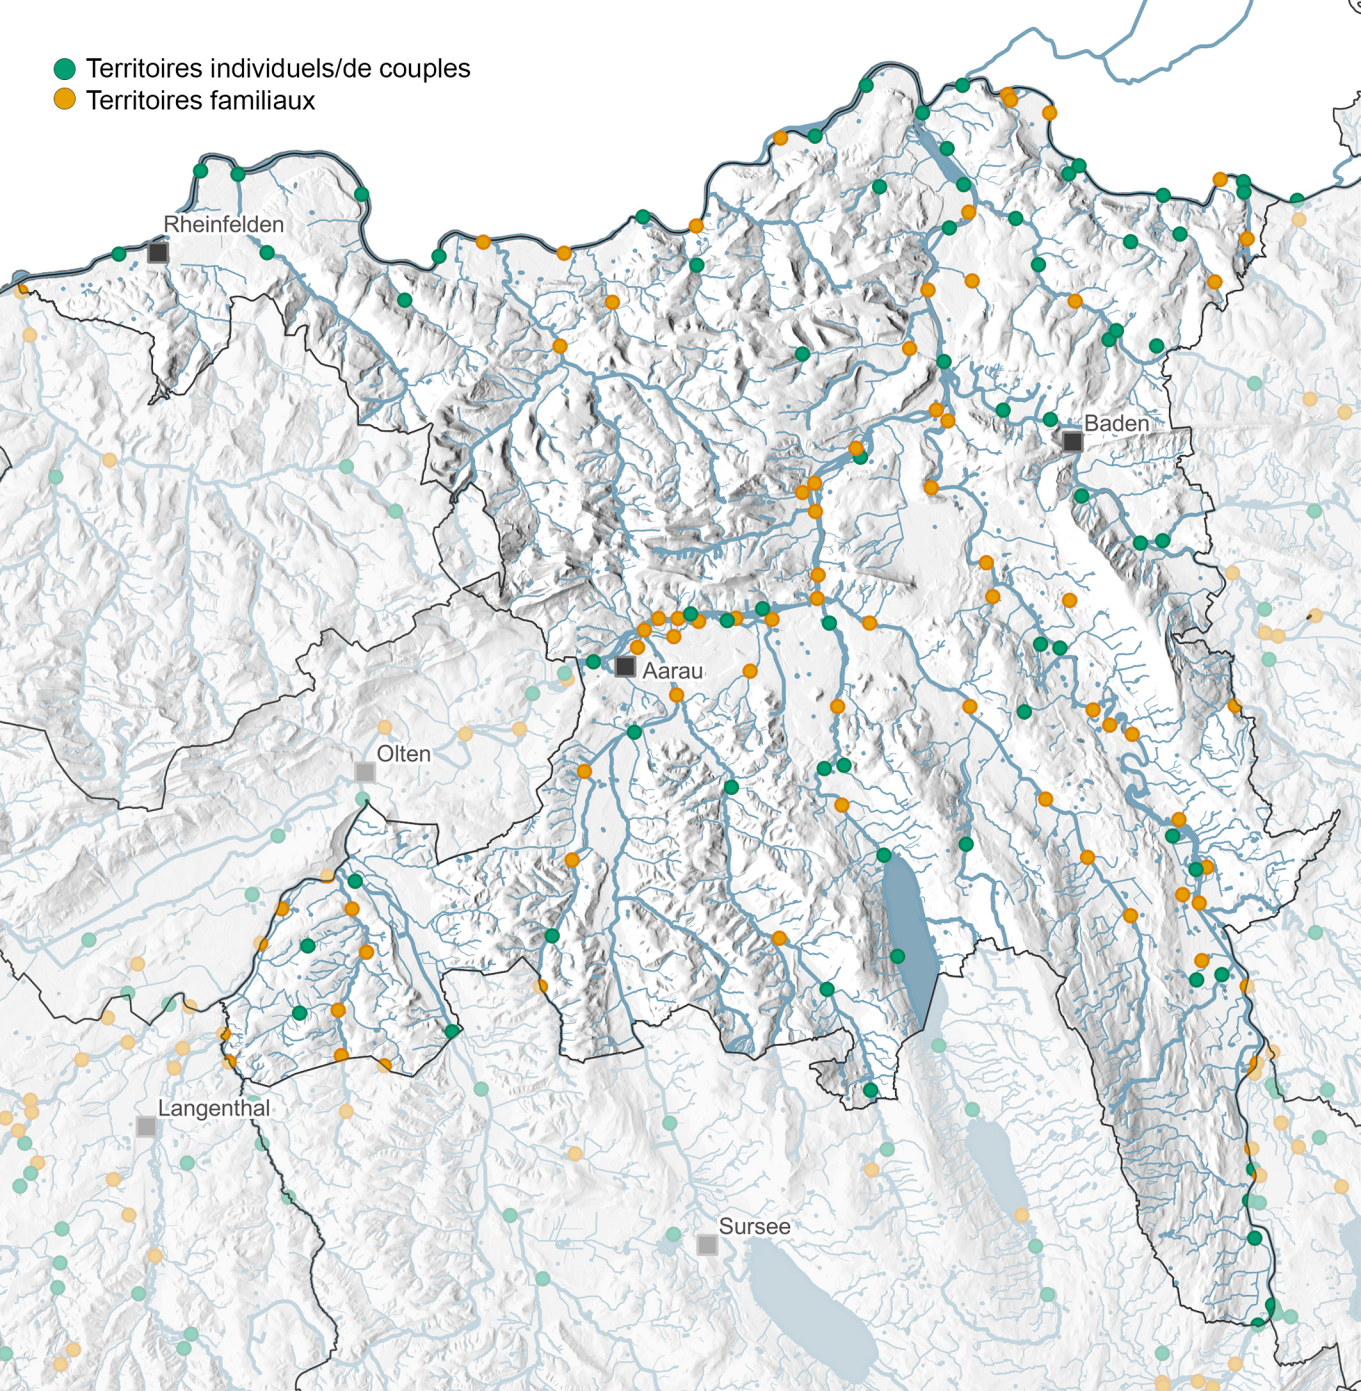 Territoires individuels/de couples
Territoires familiaux
Rheinfelden
Baden
Aarau
Olten
Langenthal
Sursee